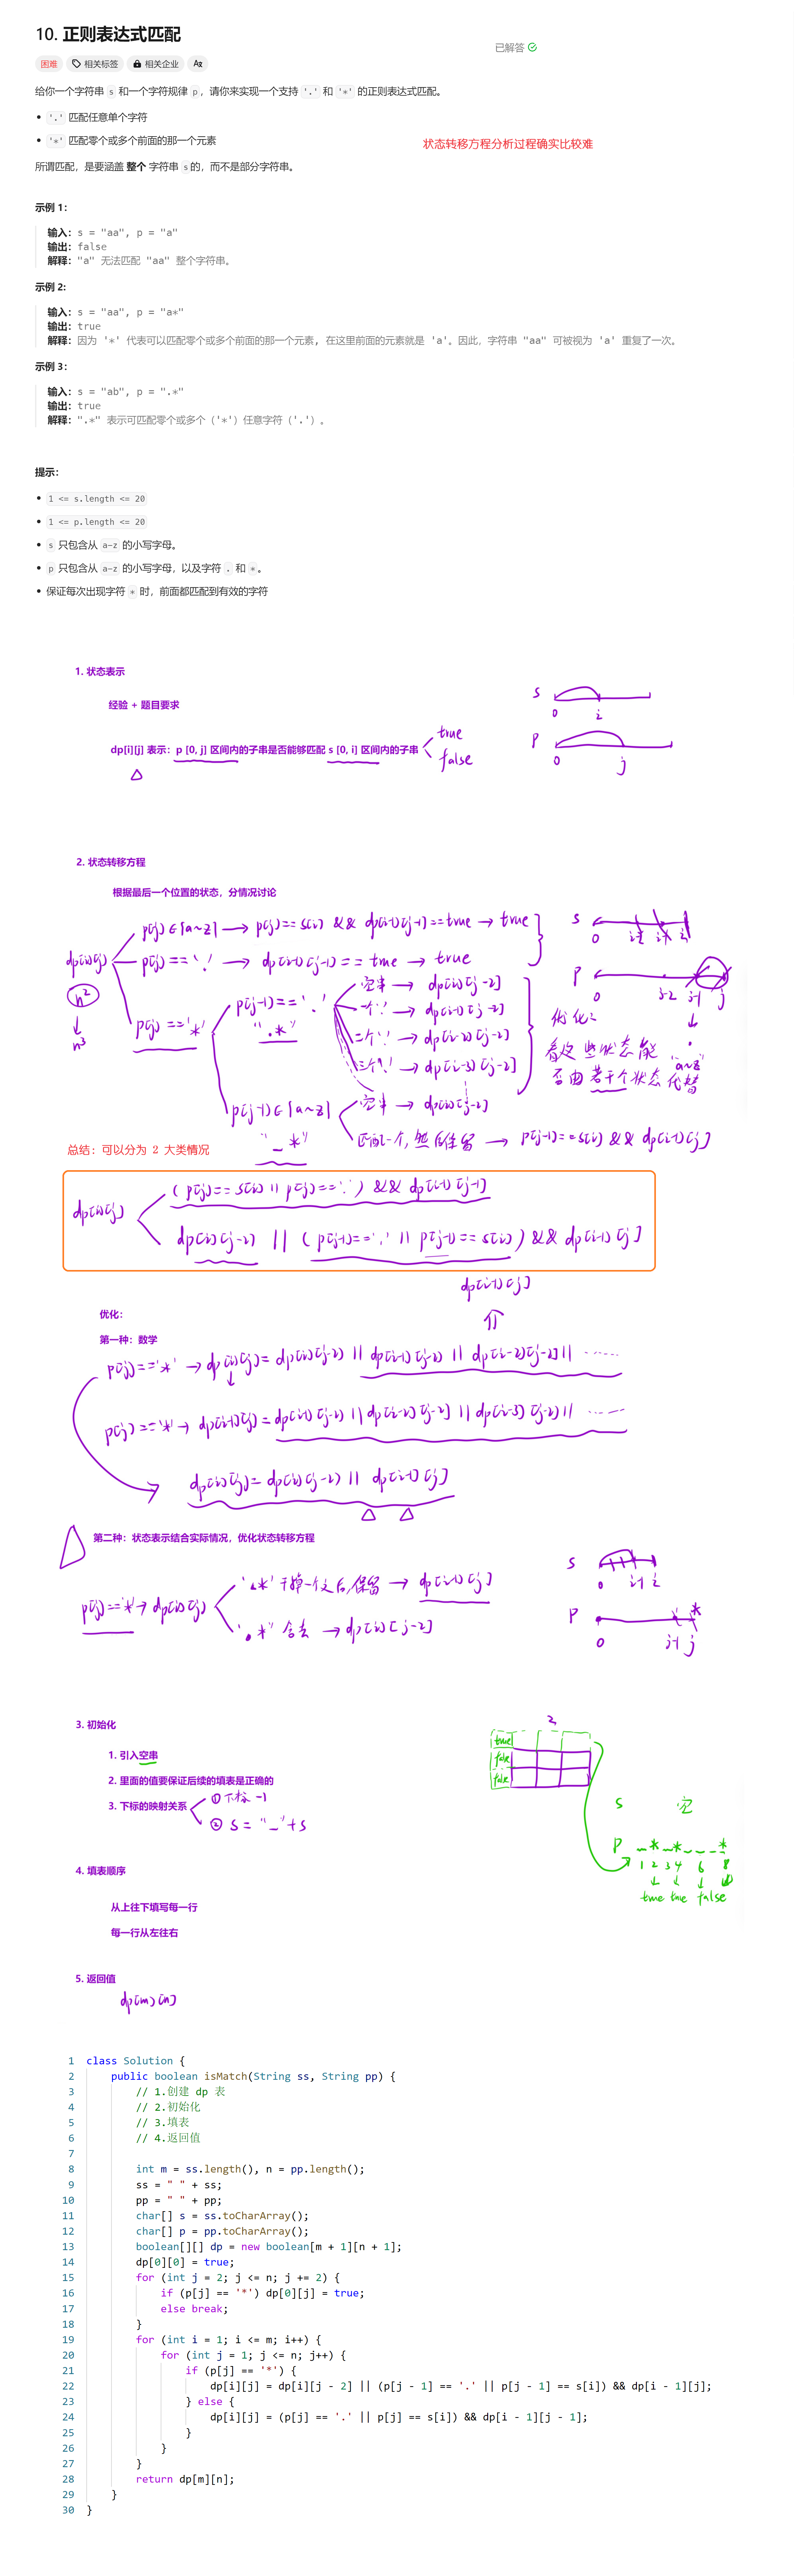 10. 正则表达式匹配
已解答
困难 相关标签 相关企业
给你一个字符串 s 和一个字符规律 p，请你来实现一个支持 '.' 和 '*' 的正则表达式匹配。
'.' 匹配任意单个字符
'*' 匹配零个或多个前面的那一个元素
状态转移方程分析过程确实比较难
所谓匹配，是要涵盖 整个 字符串 s 的，而不是部分字符串。
示例 1：
输入：s = "aa", p = "a"
输出：false
解释："a" 无法匹配 "aa" 整个字符串。
示例 2:
输入：s = "aa", p = "a*"
输出：true
解释：因为 '*' 代表可以匹配零个或多个前面的那一个元素, 在这里前面的元素就是 'a'。因此，字符串 "aa" 可被视为 'a' 重复了一次。
示例 3：
输入：s = "ab", p = ".*"
输出：true
解释：".*" 表示可匹配零个或多个（'*'）任意字符（'.'）。
提示：
1 <= s.length <= 20
1 <= p.length <= 20
s 只包含从 a-z 的小写字母。
p 只包含从 a-z 的小写字母，以及字符 . 和 *。
保证每次出现字符 * 时，前面都匹配到有效的字符
1. 状态表示
经验 + 题目要求
dp[i][j] 表示：p [0, j] 区间内的子串是否能够匹配 s [0, i] 区间内的子串
true
false
s
0 i
p
0 j
2. 状态转移方程
根据最后一个位置的状态，分情况讨论
p[j]∈[a~z] → p[j]==s[i] && dp[i-1][j-1]==true → true
dp[i][j] p[j]=='.' → dp[i-1][j-1]==true → true
n²
n³
p[j]=='*'
p[j-1]=='.'
".*"
空串 → dp[i][j-2]
一个'.' → dp[i-1][j-2]
二个'.' → dp[i-2][j-2]
三个'.' → dp[i-3][j-2]
p[j-1]∈[a~z]
空串 → dp[i][j-2]
"_*"
匹配一个，然后保留 → p[j-1]==s[i] && dp[i-1][j]
s
0 i-2 i-1 i
p
0 j-2 j-1 j
.
"a~z"
优化：
看这些状态能
否由若干个状态代替
总结：可以分为 2 大类情况
dp[i][j]
(p[j]==s[i] || p[j]=='.') && dp[i-1][j-1]
dp[i][j-2] || (p[j-1]=='.' || p[j-1]==s[i]) && dp[i-1][j]
dp[i-1][j]
优化：
第一种：数学
p[j]=='*' → dp[i][j]=dp[i][j-2] || dp[i-1][j-2] || dp[i-2][j-2] || ......
p[j]=='*' → dp[i-1][j]=dp[i-1][j-2] || dp[i-2][j-2] || dp[i-3][j-2] || ......
dp[i][j]=dp[i][j-2] || dp[i-1][j]
第二种：状态表示结合实际情况，优化状态转移方程
p[j]=='*' → dp[i][j]
'.*' 干掉一个之后，保留 → dp[i-1][j]
'.*' 舍去 → dp[i][j-2]
s
0 i-1 i
p
0 j-1 j
3. 初始化
1. 引入空串
2. 里面的值要保证后续的填表是正确的
3. 下标的映射关系
① 下标 -1
② s = "_"+s
2
true
false
false
s 空
p _ * _ * _ _ _ *
1 2 3 4 6 8
true true false
4. 填表顺序
从上往下填写每一行
每一行从左往右
5. 返回值
dp[m][n]
1 class Solution {
2 public boolean isMatch(String ss, String pp) {
3 // 1.创建 dp 表
4 // 2.初始化
5 // 3.填表
6 // 4.返回值
7
8 int m = ss.length(), n = pp.length();
9 ss = " " + ss;
10 pp = " " + pp;
11 char[] s = ss.toCharArray();
12 char[] p = pp.toCharArray();
13 boolean[][] dp = new boolean[m + 1][n + 1];
14 dp[0][0] = true;
15 for (int j = 2; j <= n; j += 2) {
16 if (p[j] == '*') dp[0][j] = true;
17 else break;
18 }
19 for (int i = 1; i <= m; i++) {
20 for (int j = 1; j <= n; j++) {
21 if (p[j] == '*') {
22 dp[i][j] = dp[i][j - 2] || (p[j - 1] == '.' || p[j - 1] == s[i]) && dp[i - 1][j];
23 } else {
24 dp[i][j] = (p[j] == '.' || p[j] == s[i]) && dp[i - 1][j - 1];
25 }
26 }
27 }
28 return dp[m][n];
29 }
30 }